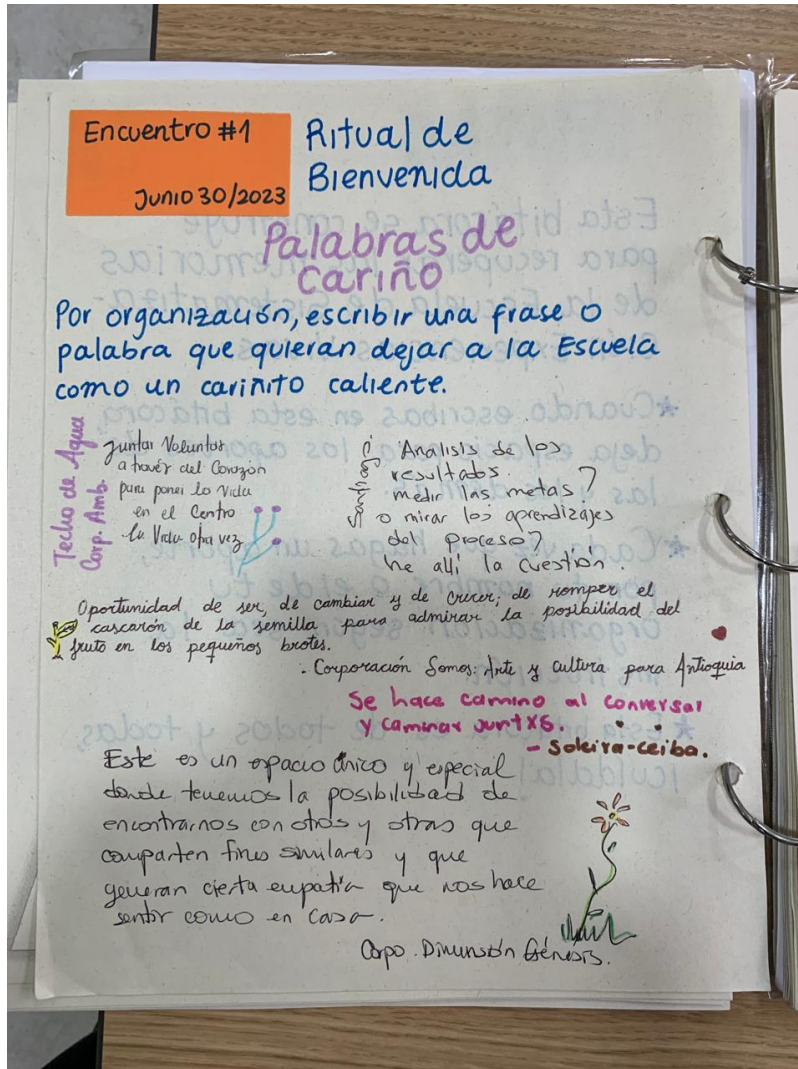 Encuentro #1
Junio 30/2023
Ritual de
Bienvenida
Palabras de
cariño
Por organización, escribir una frase o
palabra que quieran dejar a la Escuela
como un cariñito caliente.
Techo de Agua
Corp. Amb.
Juntar Voluntos
a través del Corazón
para poner la Vida
en el Centro
la Vida otra vez
Analisis de los
resultados.
medir las metas?
o mirar los aprendizajes
del proceso?
he allí la cuestión.
Oportunidad de ser, de cambiar y de crecer; de romper el
cascarón de la semilla para admirar la posibilidad del
fruto en los pequeños brotes.
- Corporación Somos: Arte y cultura para Antioquia
Se hace camino al conversar
y caminar juntxs.
- Soleira-ceiba.
Este es un espacio único y especial
donde tenemos la posibilidad de
encontrarnos con otros y otras que
comparten fines similares y que
generan cierta empatía que nos hace
sentir como en casa.
Corpo. Dimensión Génesis.